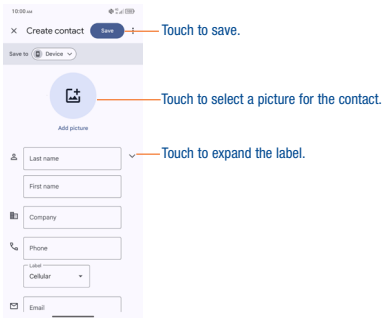 10:00 AM
Create contact
Save
Touch to save.
Save to
Device
Touch to select a picture for the contact.
Add picture
Touch to expand the label.
Last name
First name
Company
Phone
Label
Cellular
Email